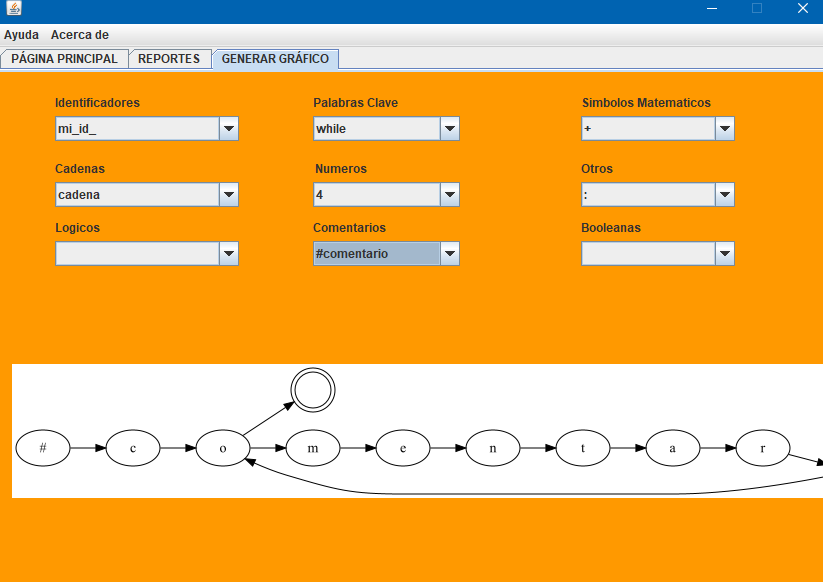 Ayuda Acerca de
PÁGINA PRINCIPAL REPORTES GENERAR GRÁFICO
Identificadores Palabras Clave Simbolos Matematicos
mi_id_ while +
Cadenas Numeros Otros
cadena 4 :
Logicos Comentarios Booleanas
#comentario
# c o m e n t a r